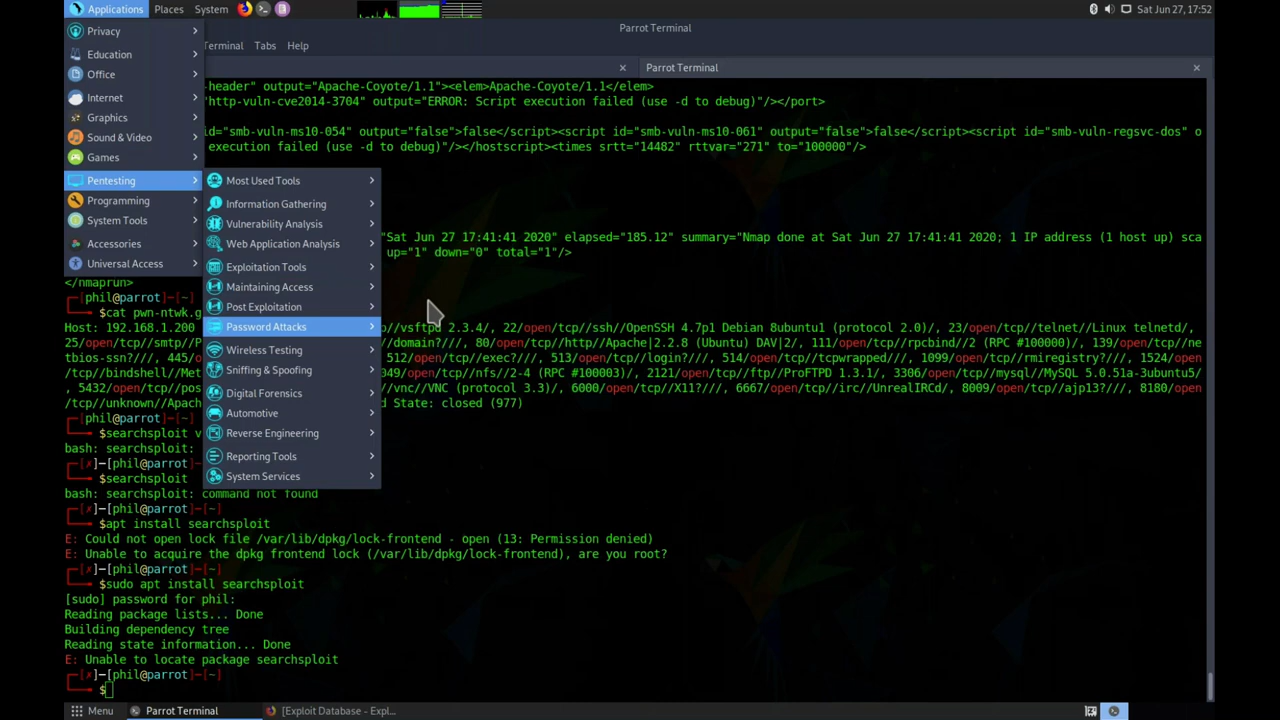 Applications Places System Sat Jun 27, 17:52
Parrot Terminal
Terminal Tabs Help
Parrot Terminal
Privacy
Education
Office
Internet
Graphics
Sound & Video
Games
Pentesting
Programming
System Tools
Accessories
Universal Access
Most Used Tools
Information Gathering
Vulnerability Analysis
Web Application Analysis
Exploitation Tools
Maintaining Access
Post Exploitation
Password Attacks
Wireless Testing
Sniffing & Spoofing
Digital Forensics
Automotive
Reverse Engineering
Reporting Tools
System Services
-header" output="Apache-Coyote/1.1"><elem>Apache-Coyote/1.1</elem>
"http-vuln-cve2014-3704" output="ERROR: Script execution failed (use -d to debug)"/></port>
id="smb-vuln-ms10-054" output="false">false</script><script id="smb-vuln-ms10-061" output="false">false</script><script id="smb-vuln-regsvc-dos" o
execution failed (use -d to debug)"/></hostscript><times srtt="14482" rttvar="271" to="100000"/>
"Sat Jun 27 17:41:41 2020" elapsed="185.12" summary="Nmap done at Sat Jun 27 17:41:41 2020; 1 IP address (1 host up) sca
up="1" down="0" total="1"/>
</nmaprun>
[phil@parrot]-[~]
$cat pwn-ntwk.g
Host: 192.168.1.200 p//vsftpd 2.3.4/, 22/open/tcp//ssh//OpenSSH 4.7p1 Debian 8ubuntu1 (protocol 2.0)/, 23/open/tcp//telnet//Linux telnetd/,
25/open/tcp//smtp//P //domain?///, 80/open/tcp//http//Apache|2.2.8 (Ubuntu) DAV|2/, 111/open/tcp//rpcbind//2 (RPC #100000)/, 139/open/tcp//ne
tbios-ssn?///, 445/o 512/open/tcp//exec?///, 513/open/tcp//login?///, 514/open/tcp//tcpwrapped///, 1099/open/tcp//rmiregistry?///, 1524
/open/tcp//bindshell//Met 049/open/tcp//nfs//2-4 (RPC #100003)/, 2121/open/tcp//ftp//ProFTPD 1.3.1/, 3306/open/tcp//mysql//MySQL 5.0.51a-3ubuntu5/
, 5432/open/tcp//pos //vnc//VNC (protocol 3.3)/, 6000/open/tcp//X11?///, 6667/open/tcp//irc//UnrealIRCd/, 8009/open/tcp//ajp13?///, 8180/open
/tcp//unknown//Apach d State: closed (977)
[phil@parrot]-[~]
$searchsploit v
bash: searchsploit:
[✗]-[phil@parrot]-[~]
$searchsploit
bash: searchsploit: command not found
[✗]-[phil@parrot]-[~]
$apt install searchsploit
E: Could not open lock file /var/lib/dpkg/lock-frontend - open (13: Permission denied)
E: Unable to acquire the dpkg frontend lock (/var/lib/dpkg/lock-frontend), are you root?
[✗]-[phil@parrot]-[~]
$sudo apt install searchsploit
[sudo] password for phil:
Reading package lists... Done
Building dependency tree
Reading state information... Done
E: Unable to locate package searchsploit
[✗]-[phil@parrot]-[~]
$
Menu Parrot Terminal [Exploit Database - Expl...